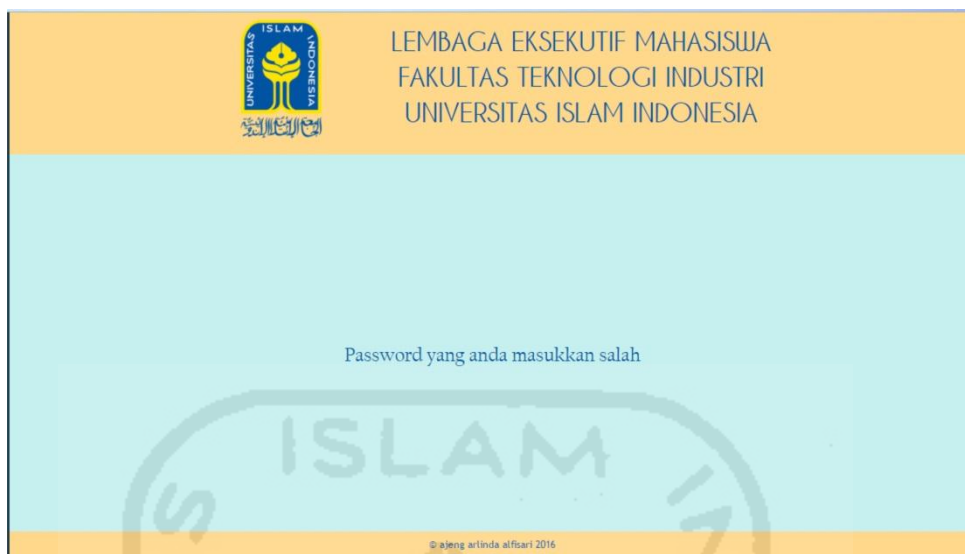 UNIVERSITAS ISLAM INDONESIA
LEMBAGA EKSEKUTIF MAHASISWA
FAKULTAS TEKNOLOGI INDUSTRI
UNIVERSITAS ISLAM INDONESIA
Password yang anda masukkan salah
ISLAM
© ajeng arlinda alfisari 2016